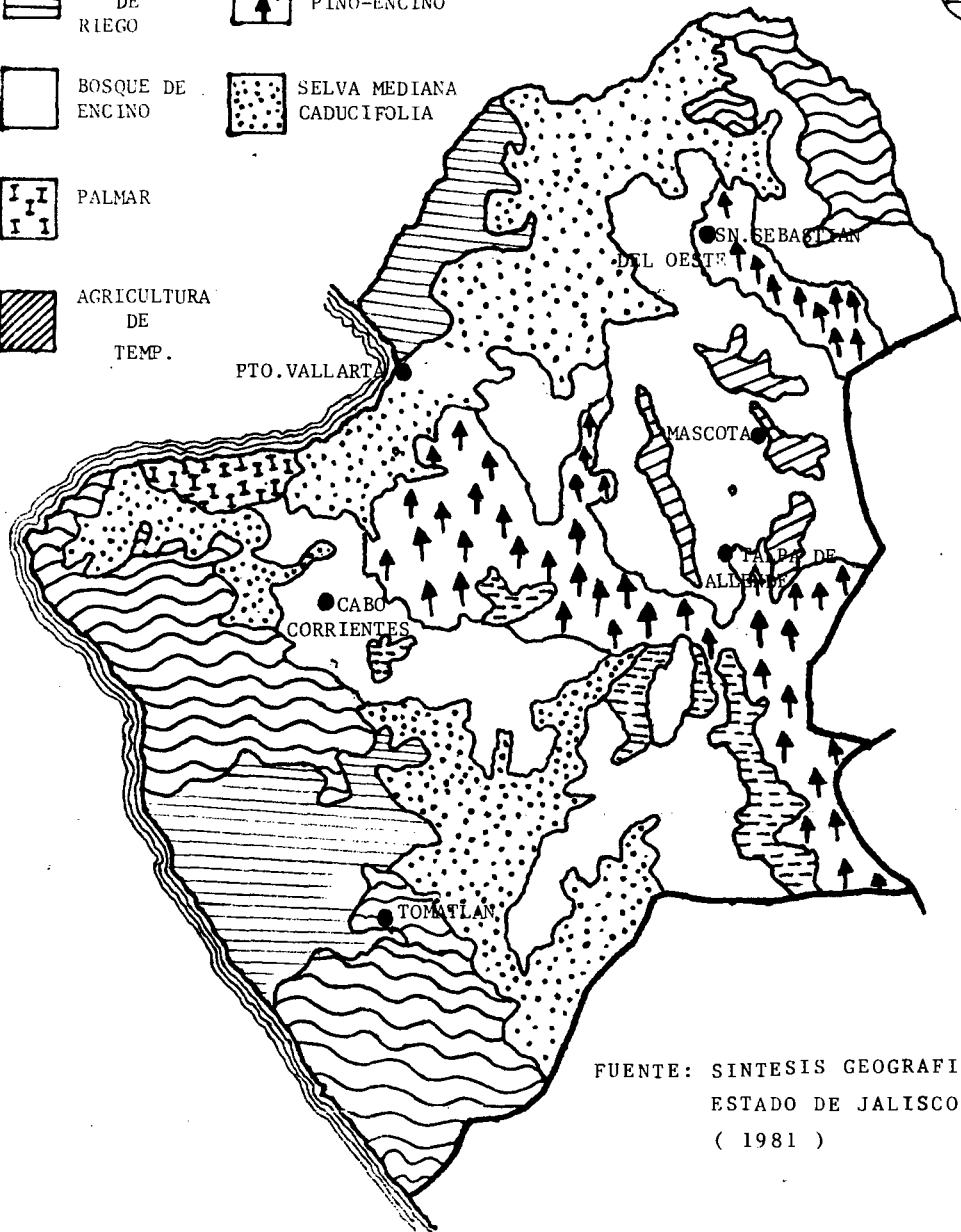 DE
RIEGO
PINO-ENCINO
BOSQUE DE
ENCINO
SELVA MEDIANA
CADUCIFOLIA
PALMAR
AGRICULTURA
DE
TEMP.
SN. SEBASTIAN
DEL OESTE
PTO. VALLARTA
MASCOTA
TALPA DE
ALLENDE
CABO
CORRIENTES
TOMATLAN
FUENTE: SINTESIS GEOGRAFI
ESTADO DE JALISCO
( 1981 )